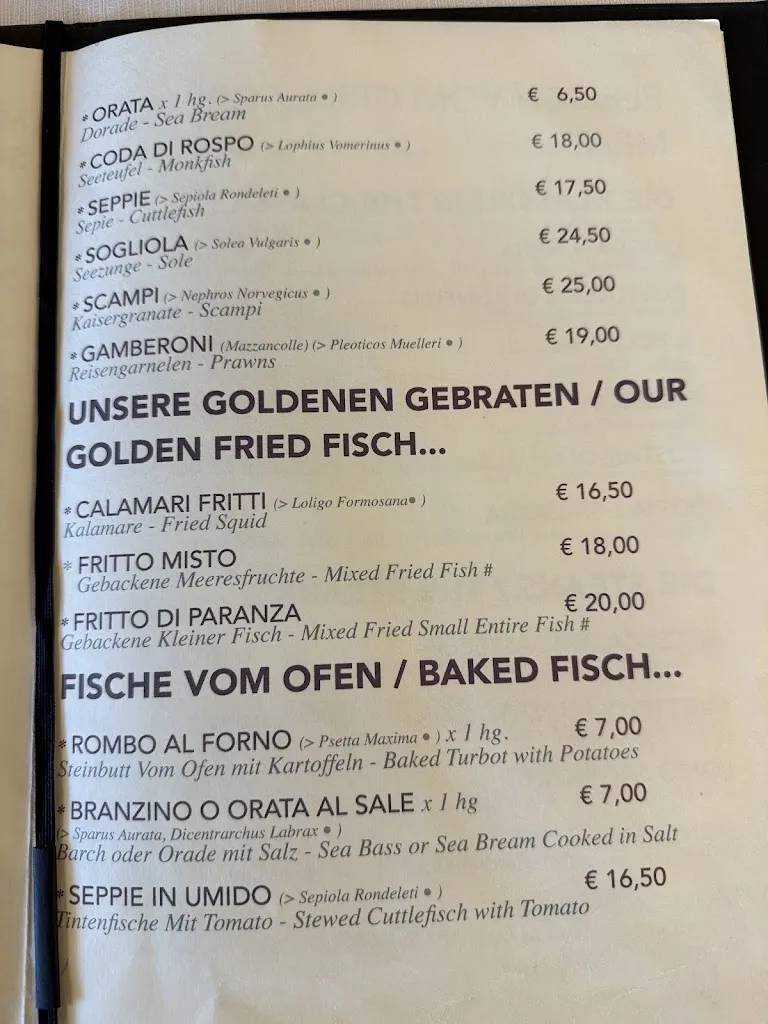 * ORATA x 1 hg. (> Sparus Aurata ● ) € 6,50
Dorade - Sea Bream
* CODA DI ROSPO (> Lophius Vomerinus ● ) € 18,00
Seeteufel - Monkfish
* SEPPIE (> Sepiola Rondeleti ● ) € 17,50
Sepie - Cuttlefish
* SOGLIOLA (> Solea Vulgaris ● ) € 24,50
Seezunge - Sole
* SCAMPI (> Nephros Norvegicus ● ) € 25,00
Kaisergranate - Scampi
* GAMBERONI (Mazzancolle) (> Pleoticos Muelleri ● ) € 19,00
Reisengarnelen - Prawns
UNSERE GOLDENEN GEBRATEN / OUR
GOLDEN FRIED FISCH...
* CALAMARI FRITTI (> Loligo Formosana● ) € 16,50
Kalamare - Fried Squid
* FRITTO MISTO € 18,00
Gebackene Meeresfruchte - Mixed Fried Fish #
* FRITTO DI PARANZA € 20,00
Gebackene Kleiner Fisch - Mixed Fried Small Entire Fish #
FISCHE VOM OFEN / BAKED FISCH...
* ROMBO AL FORNO (> Psetta Maxima ● ) x 1 hg. € 7,00
Steinbutt Vom Ofen mit Kartoffeln - Baked Turbot with Potatoes
* BRANZINO O ORATA AL SALE x 1 hg € 7,00
(> Sparus Aurata, Dicentrarchus Labrax ● )
Barch oder Orade mit Salz - Sea Bass or Sea Bream Cooked in Salt
* SEPPIE IN UMIDO (> Sepiola Rondeleti ● ) € 16,50
Tintenfische Mit Tomato - Stewed Cuttlefisch with Tomato